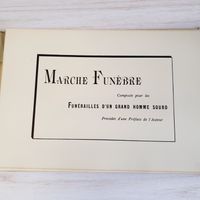 Marche Funèbre
Composée pour les
Funérailles d'un grand homme sourd
Précédée d'une Préface de l'Auteur